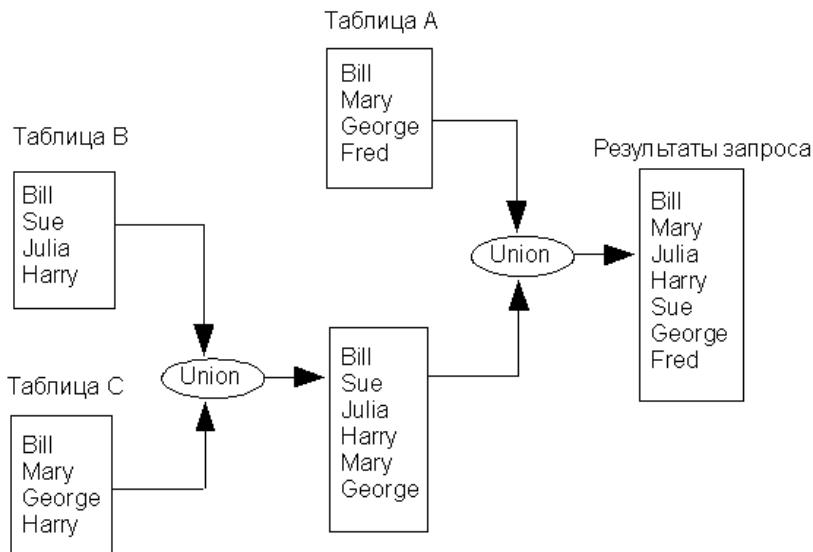 Таблица A
Bill
Mary
George
Fred
Таблица B
Bill
Sue
Julia
Harry
Таблица C
Bill
Mary
George
Harry
Union
Bill
Sue
Julia
Harry
Mary
George
Union
Результаты запроса
Bill
Mary
Julia
Harry
Sue
George
Fred